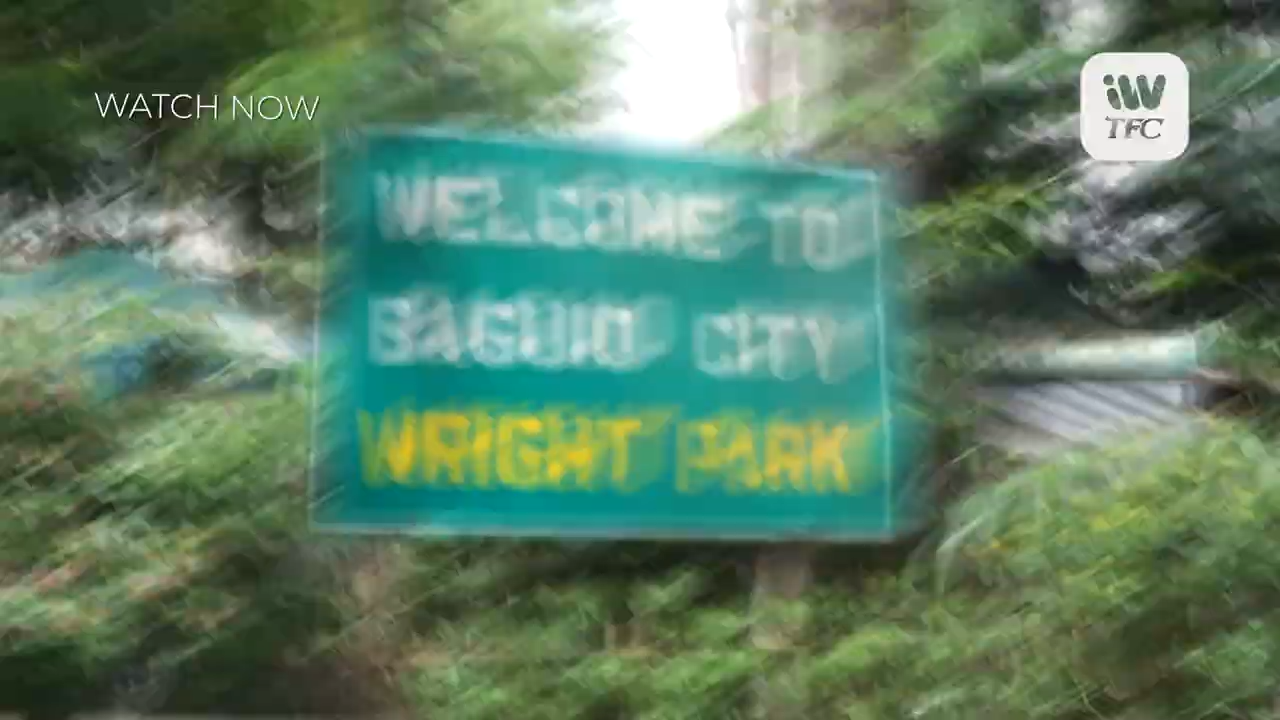 WATCH NOW
iW
TFC
WELCOME TO
BAGUIO CITY
WRIGHT PARK